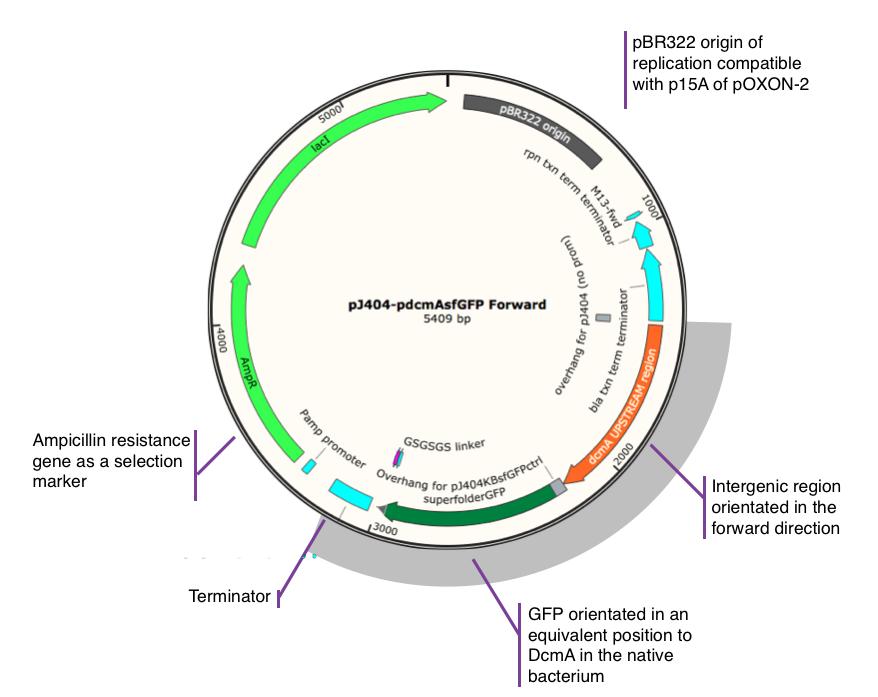 pBR322 origin of
replication compatible
with p15A of pOXON-2
5000
lacI
pBR322 origin
rpn txn term terminator
M13-fwd
1000
overhang for pJ404 (no prom)
bla txn term terminator
pJ404-pdcmAsfGFP Forward
5409 bp
4000
AmpR
dcmA UPSTREAM region
2000
Pamp promoter
GSGSGS linker
Overhang for pJ404KBsfGFPctrl
superfolderGFP
3000
Ampicillin resistance
gene as a selection
marker
Intergenic region
orientated in the
forward direction
Terminator
GFP orientated in an
equivalent position to
DcmA in the native
bacterium